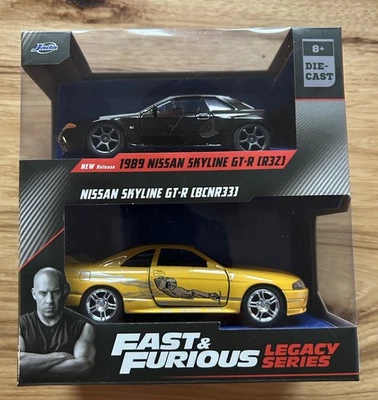 Jada
TOYS
8+
DIE-
CAST
NEW Release 1989 NISSAN SKYLINE GT-R [R32]
NISSAN SKYLINE GT-R [BCNR33]
FAST &
FURIOUS
LEGACY
SERIES